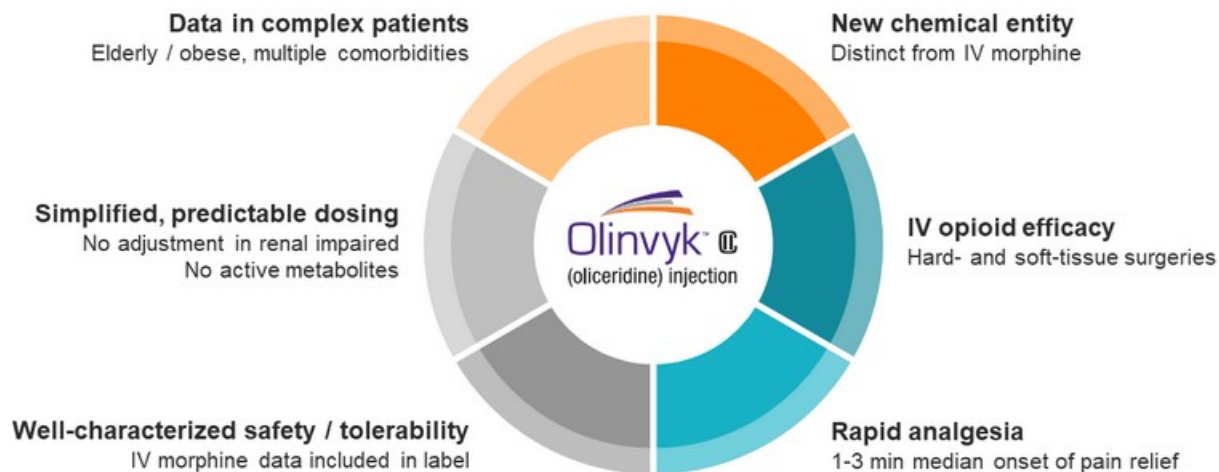 Data in complex patients
Elderly / obese, multiple comorbidities
New chemical entity
Distinct from IV morphine
Simplified, predictable dosing
No adjustment in renal impaired
No active metabolites
Olinvyk™ CII
(oliceridine) injection
IV opioid efficacy
Hard- and soft-tissue surgeries
Well-characterized safety / tolerability
IV morphine data included in label
Rapid analgesia
1-3 min median onset of pain relief